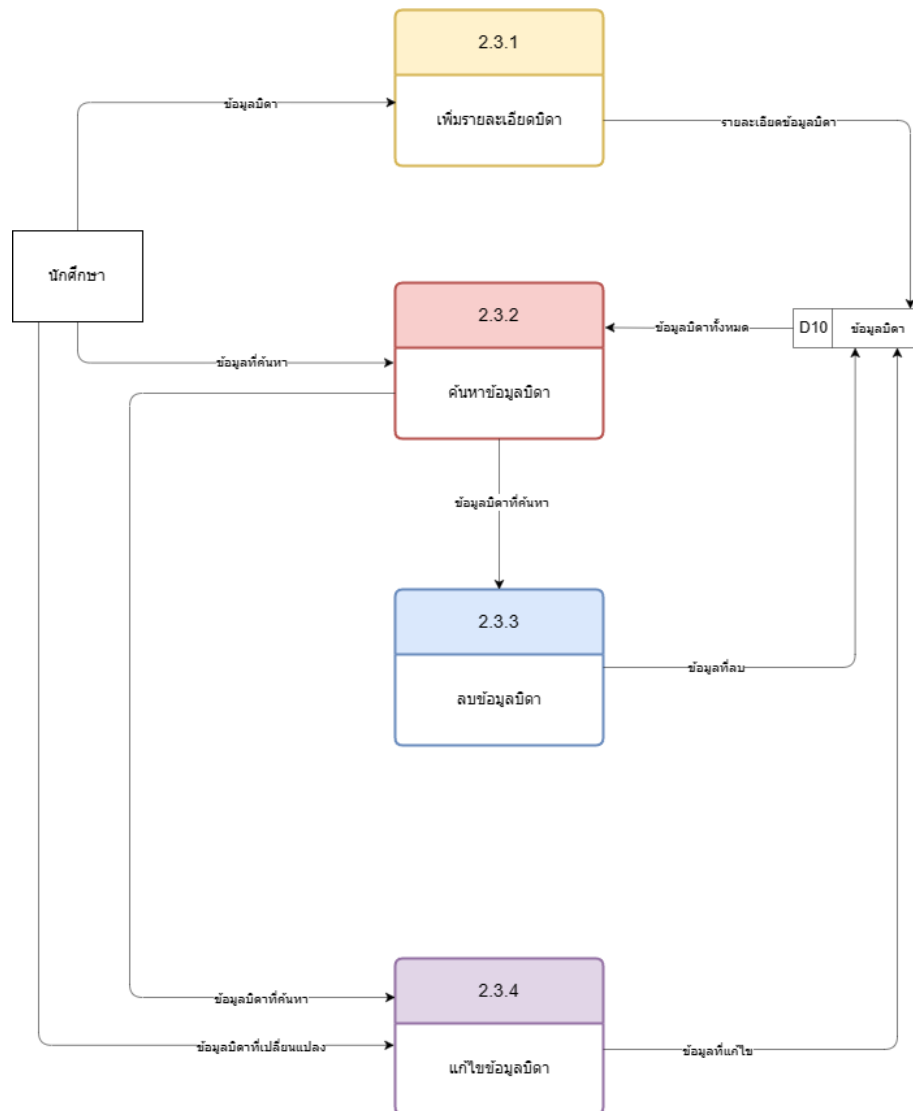 2.3.1
ข้อมูลบิดา
เพิ่มรายละเอียดบิดา
รายละเอียดข้อมูลบิดา
นักศึกษา
2.3.2
ข้อมูลบิดาทั้งหมด
D10
ข้อมูลบิดา
ข้อมูลที่ค้นหา
ค้นหาข้อมูลบิดา
ข้อมูลบิดาที่ค้นหา
2.3.3
ข้อมูลที่ลบ
ลบข้อมูลบิดา
2.3.4
ข้อมูลบิดาที่ค้นหา
ข้อมูลบิดาที่เปลี่ยนแปลง
ข้อมูลที่แก้ไข
แก้ไขข้อมูลบิดา